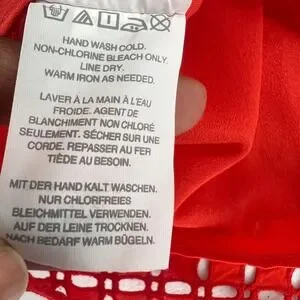 HAND WASH COLD.
NON-CHLORINE BLEACH ONLY.
LINE DRY.
WARM IRON AS NEEDED.
LAVER À LA MAIN À L'EAU
FROIDE. AGENT DE
BLANCHIMENT NON CHLORÉ
SEULEMENT. SÉCHER SUR UNE
CORDE. REPASSER AU FER
TIÈDE AU BESOIN.
MIT DER HAND KALT WASCHEN.
NUR CHLORFREIES
BLEICHMITTEL VERWENDEN.
AUF DER LEINE TROCKNEN.
NACH BEDARF WARM BÜGELN.